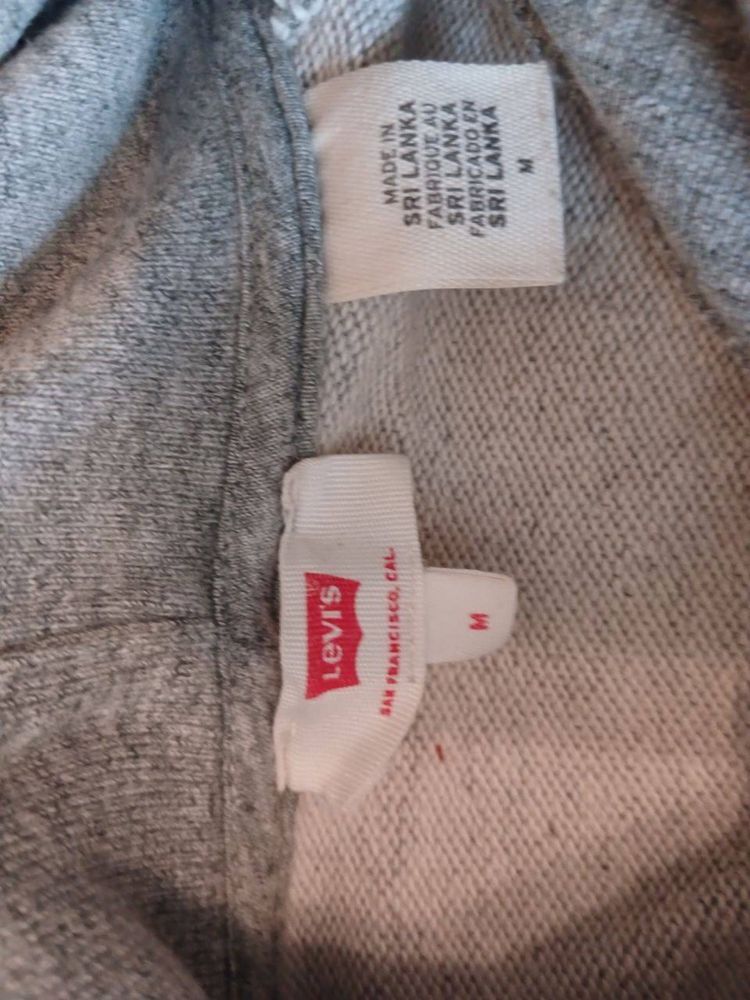 MADE IN
SRI LANKA
FABRIQUE AU
SRI LANKA
FABRICADO EN
SRI LANKA
M
LEVI'S
SAN FRANCISCO, CAL.
M